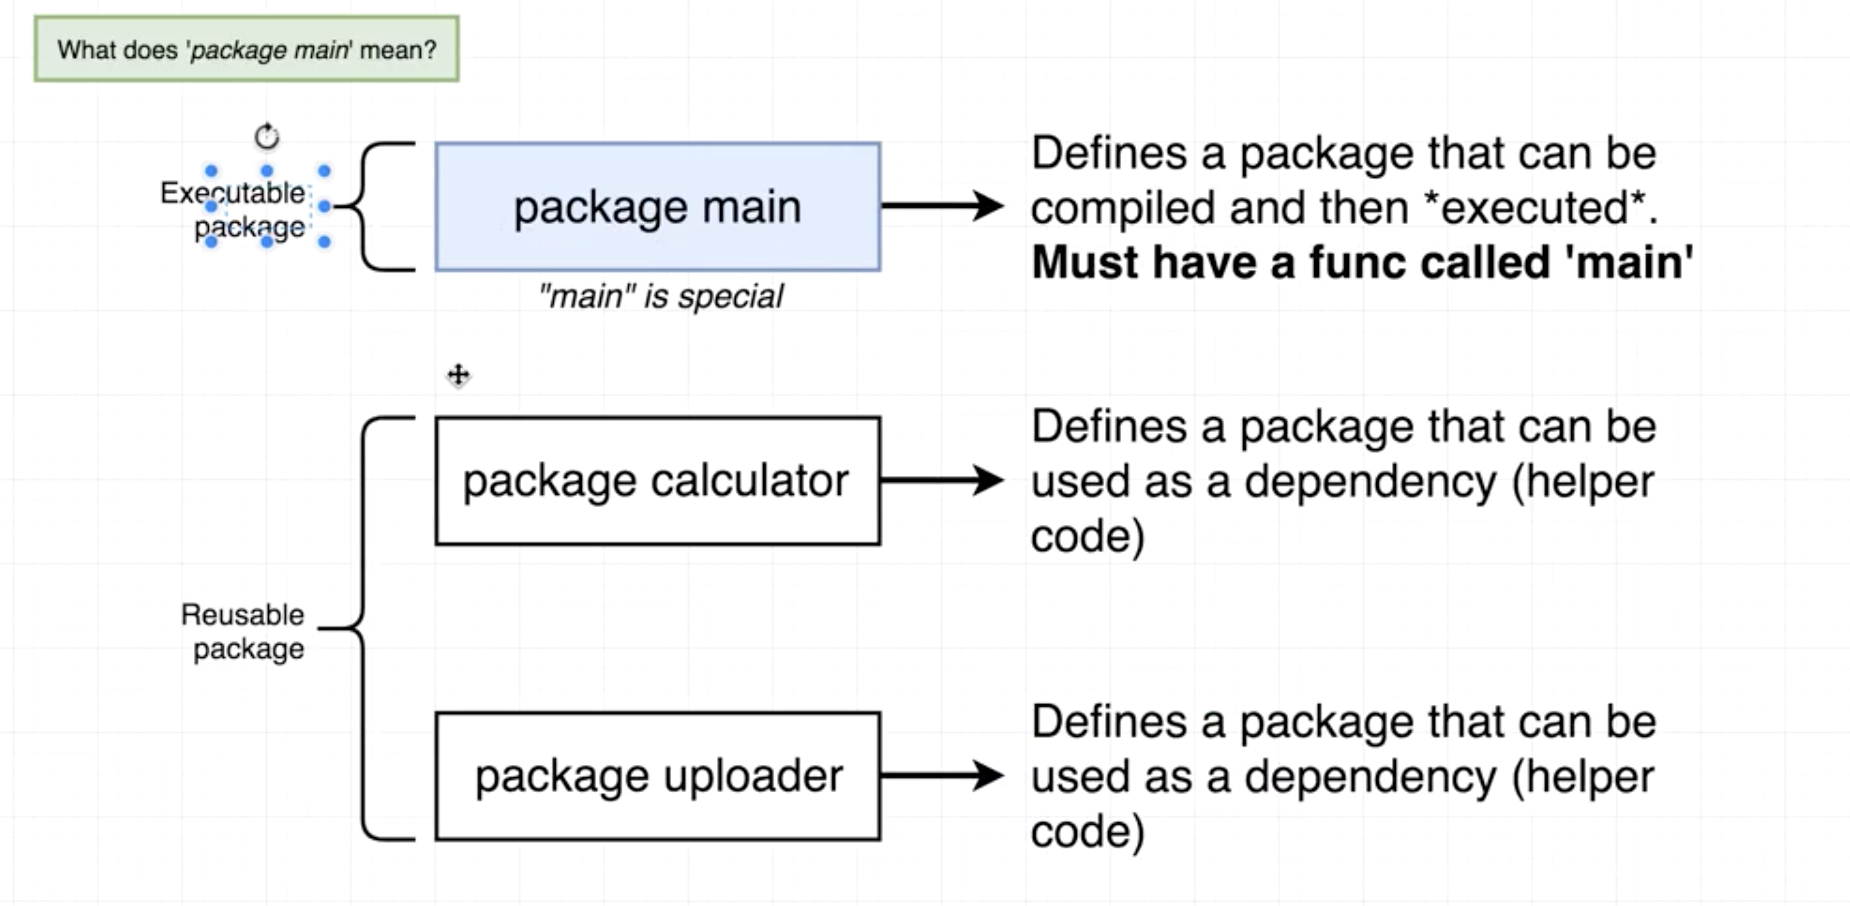 What does 'package main' mean?
Executable
package
package main
"main" is special
Defines a package that can be
compiled and then *executed*.
Must have a func called 'main'
Reusable
package
package calculator
Defines a package that can be
used as a dependency (helper
code)
package uploader
Defines a package that can be
used as a dependency (helper
code)